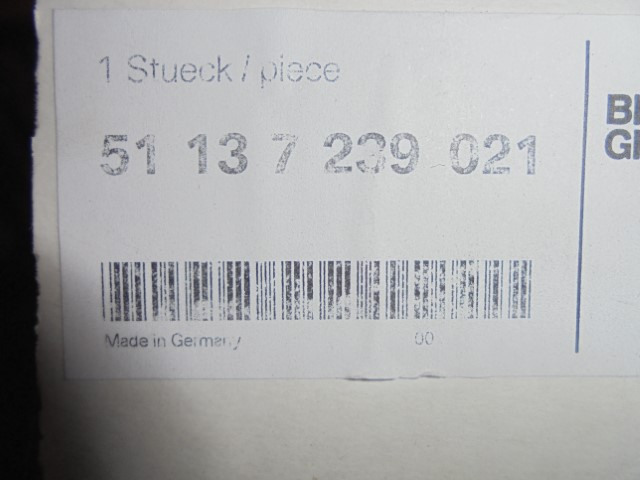 1 Stueck / piece
51 13 7 239 021
Made in Germany
00